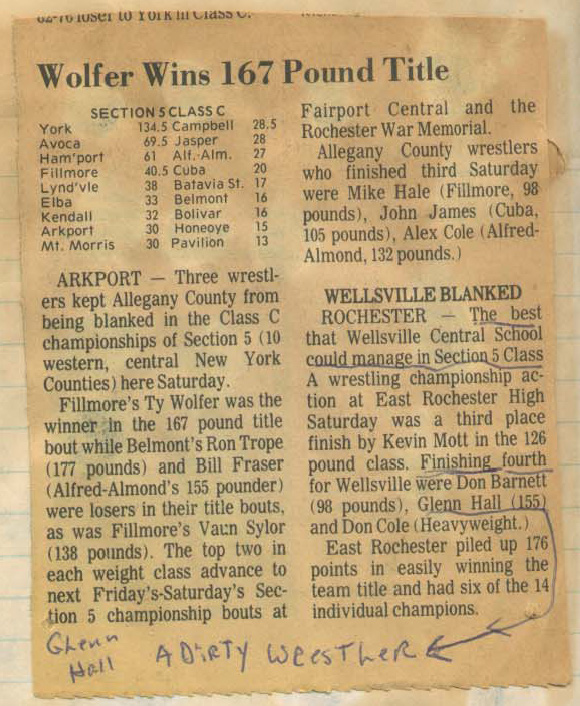 62-76 loser to York in Class C.
Wolfer Wins 167 Pound Title
SECTION 5 CLASS C
York 134.5 Campbell 28.5
Avoca 69.5 Jasper 28
Ham'port 61 Alf.-Alm. 27
Fillmore 40.5 Cuba 20
Lynd'vle 38 Batavia St. 17
Elba 33 Belmont 16
Kendall 32 Bolivar 16
Arkport 30 Honeoye 15
Mt. Morris 30 Pavilion 13
ARKPORT — Three wrestl-
ers kept Allegany County from
being blanked in the Class C
championships of Section 5 (10
western, central New York
Counties) here Saturday.
Fillmore's Ty Wolfer was the
winner in the 167 pound title
bout while Belmont's Ron Trope
(177 pounds) and Bill Fraser
(Alfred-Almond's 155 pounder)
were losers in their title bouts,
as was Fillmore's Vaun Sylor
(138 pounds). The top two in
each weight class advance to
next Friday's-Saturday's Sec-
tion 5 championship bouts at
Fairport Central and the
Rochester War Memorial.
Allegany County wrestlers
who finished third Saturday
were Mike Hale (Fillmore, 98
pounds), John James (Cuba,
105 pounds), Alex Cole (Alfred-
Almond, 132 pounds.)
WELLSVILLE BLANKED
ROCHESTER — The best
that Wellsville Central School
could manage in Section 5 Class
A wrestling championship ac-
tion at East Rochester High
Saturday was a third place
finish by Kevin Mott in the 126
pound class. Finishing fourth
for Wellsville were Don Barnett
(98 pounds), Glenn Hall (155)
and Don Cole (Heavyweight.)
East Rochester piled up 176
points in easily winning the
team title and had six of the 14
individual champions.
Glenn
Hall
A DiRTY WRESTHER